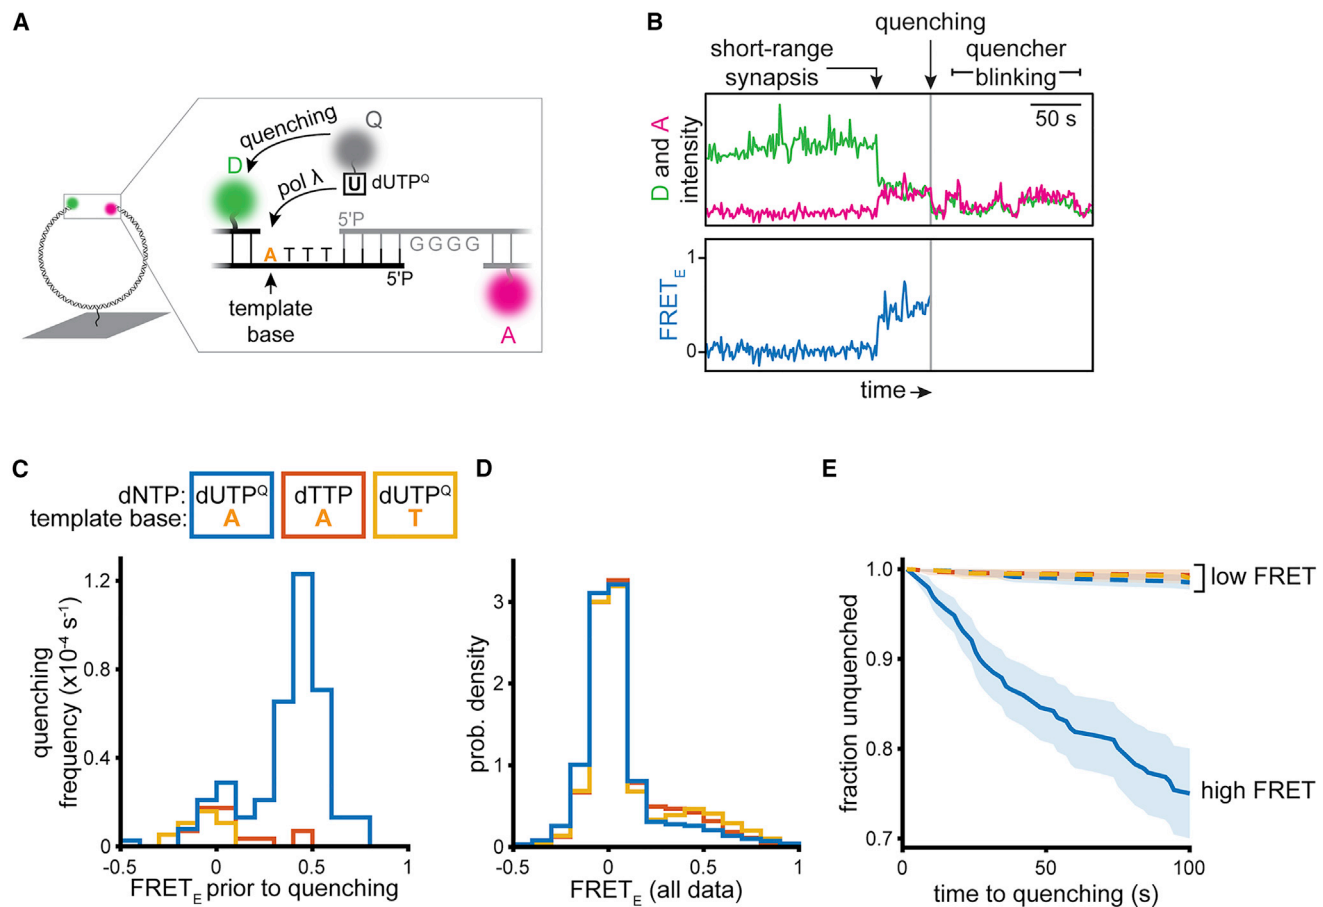 A
quenching
Q
D
pol λ
U dUTP^Q
5'P
A T T T
GGGG
5'P
template
base
A
B
quenching
short-range
synapsis
quencher
blinking
D and A
intensity
50 s
1
FRET_E
0
time
C
dNTP: dUTP^Q dTTP dUTP^Q
template base: A A T
quenching
frequency (x10^-4 s^-1)
1.2
0.8
0.4
0
-0.5 0 0.5 1
FRET_E prior to quenching
D
prob. density
3
2
1
0
-0.5 0 0.5 1
FRET_E (all data)
E
fraction unquenched
1.0
0.9
0.8
0.7
low FRET
high FRET
0 50 100
time to quenching (s)